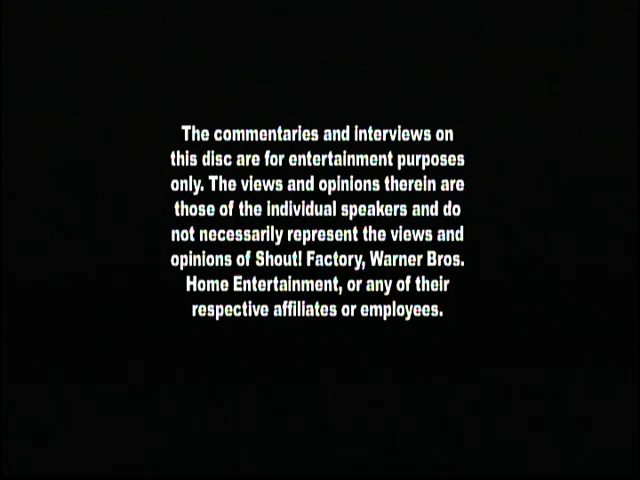 The commentaries and interviews on
this disc are for entertainment purposes
only. The views and opinions therein are
those of the individual speakers and do
not necessarily represent the views and
opinions of Shout! Factory, Warner Bros.
Home Entertainment, or any of their
respective affiliates or employees.